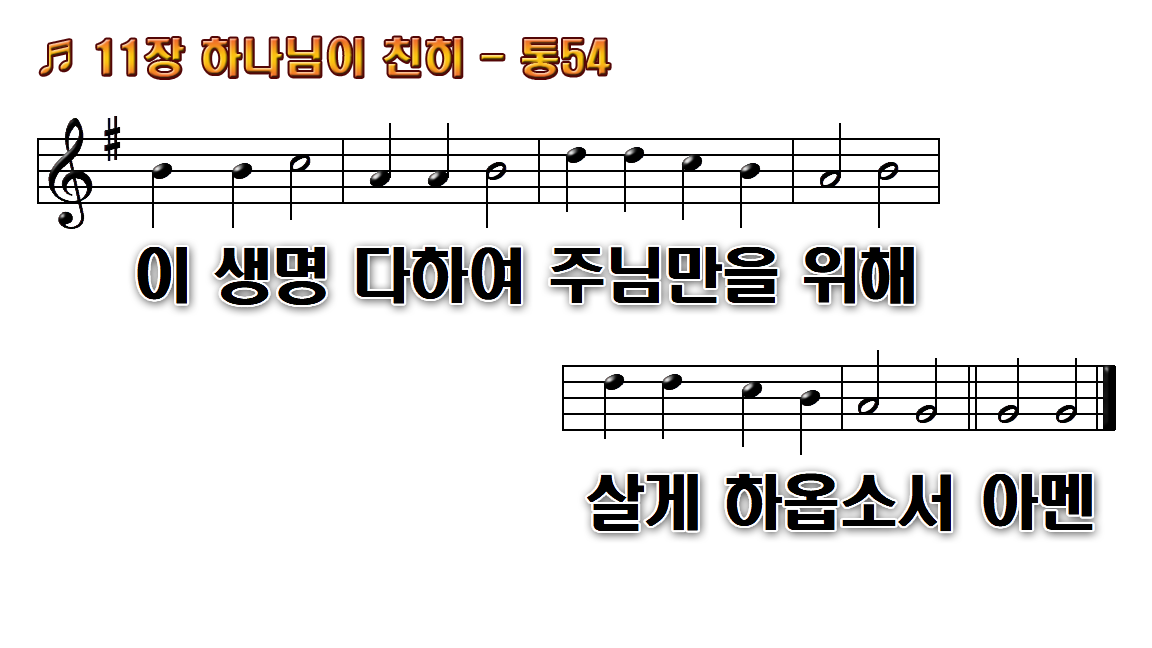 11장 하나님이 친히 - 통54
이 생명 다하여 주님만을 위해
살게 하옵소서 아멘